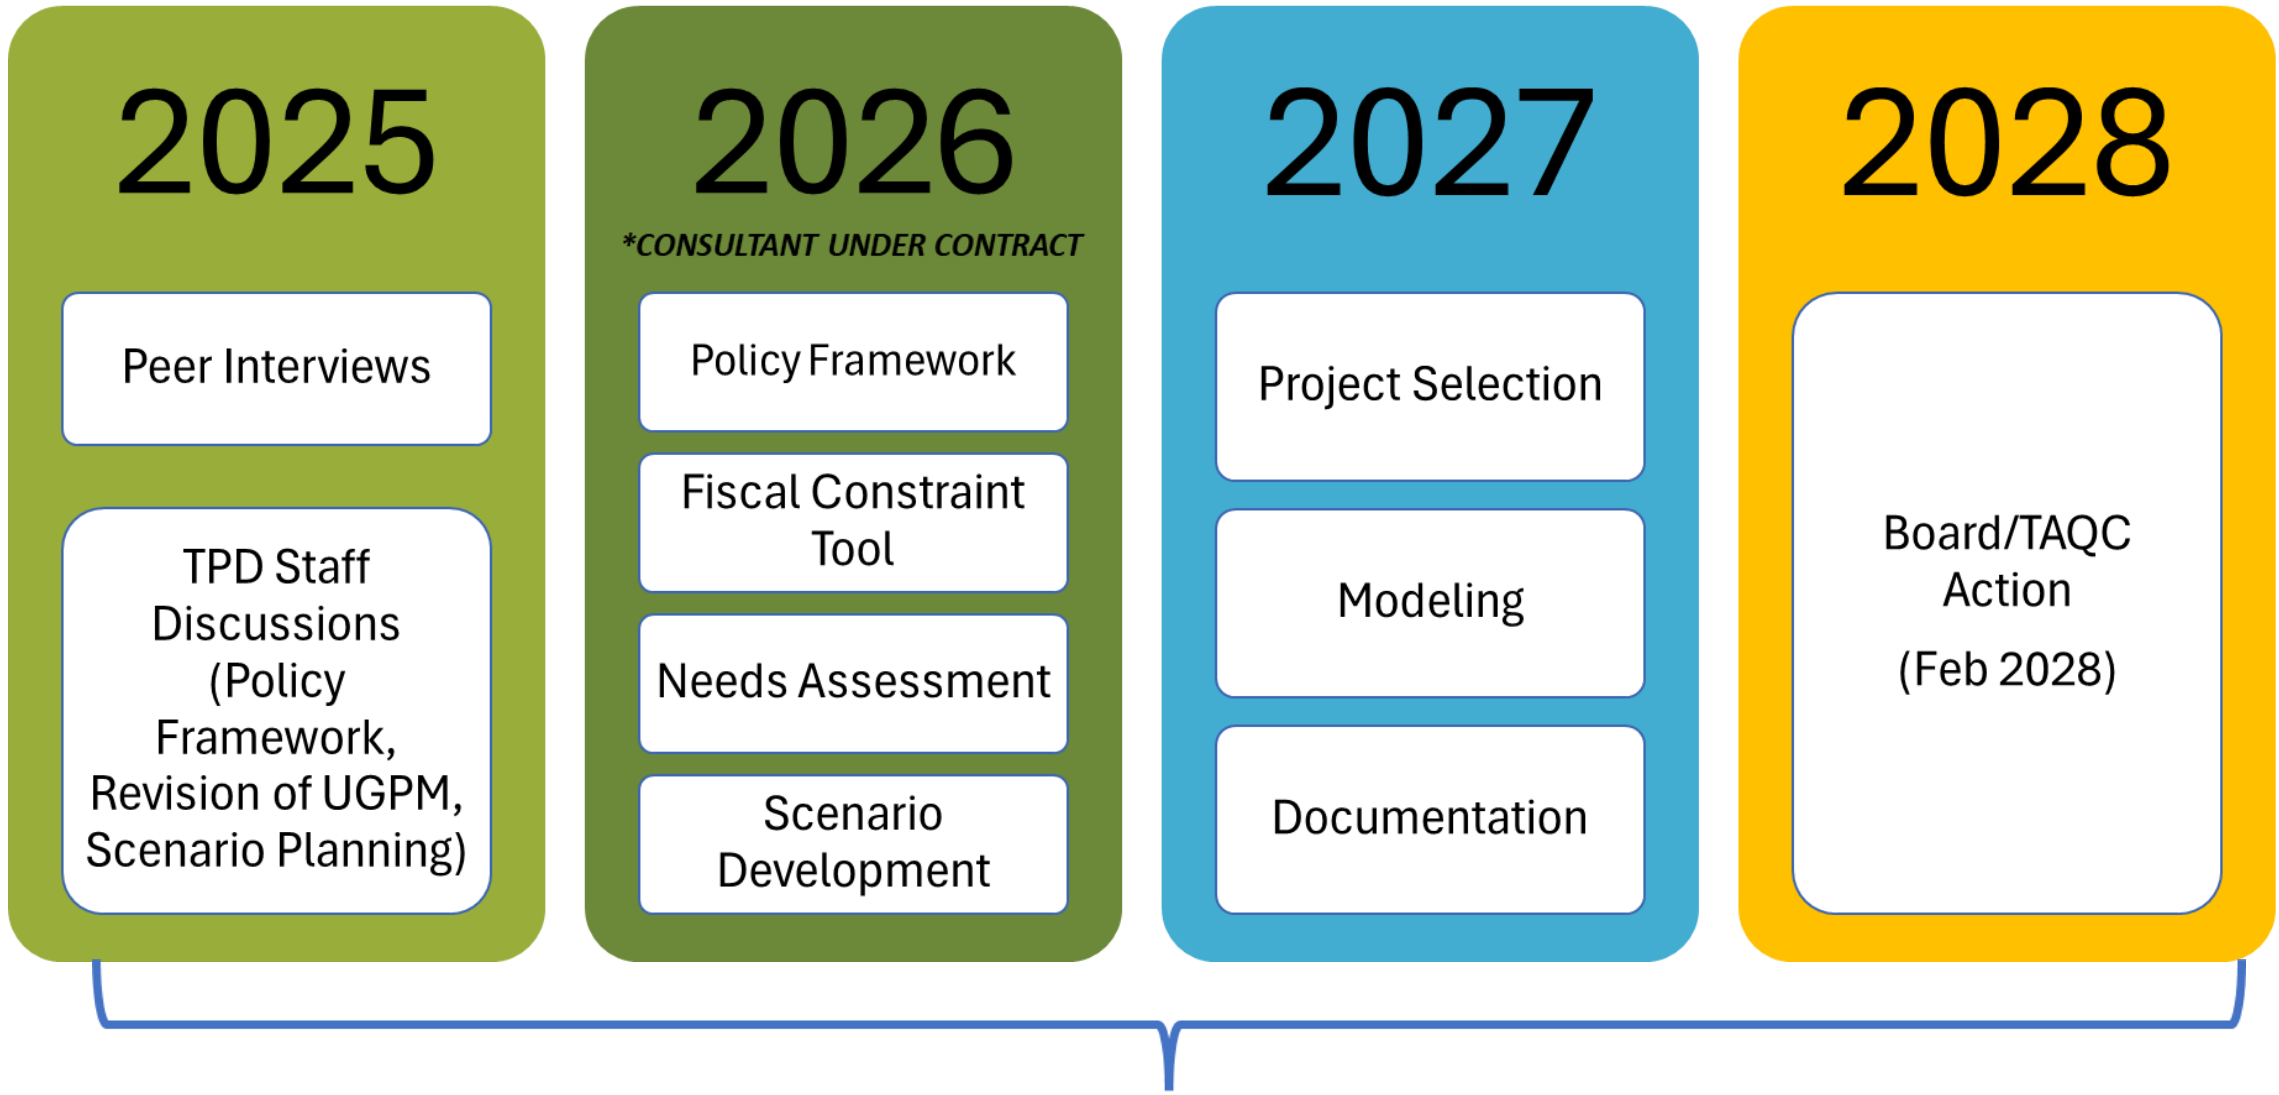 2025
Peer Interviews
TPD Staff
Discussions
(Policy
Framework,
Revision of UGPM,
Scenario Planning)
2026
*CONSULTANT UNDER CONTRACT
Policy Framework
Fiscal Constraint
Tool
Needs Assessment
Scenario
Development
2027
Project Selection
Modeling
Documentation
2028
Board/TAQC
Action
(Feb 2028)